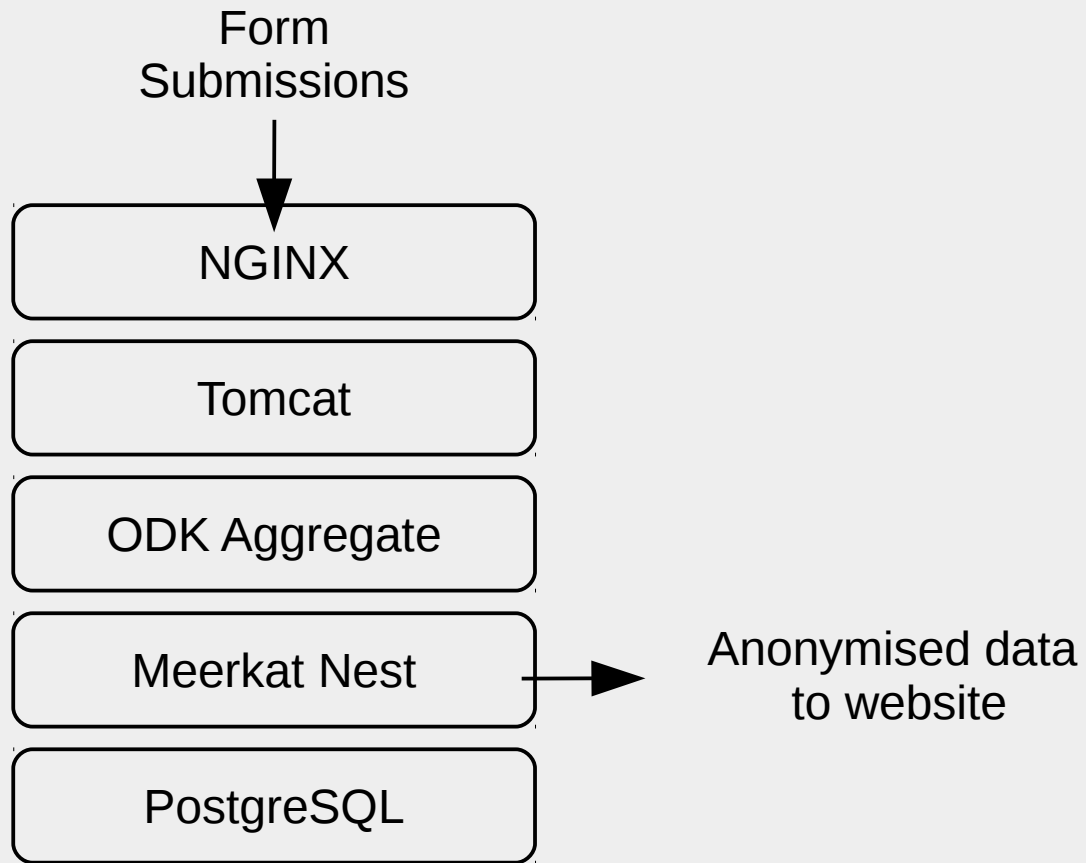 Form
Submissions
NGINX
Tomcat
ODK Aggregate
Meerkat Nest
Anonymised data
to website
PostgreSQL